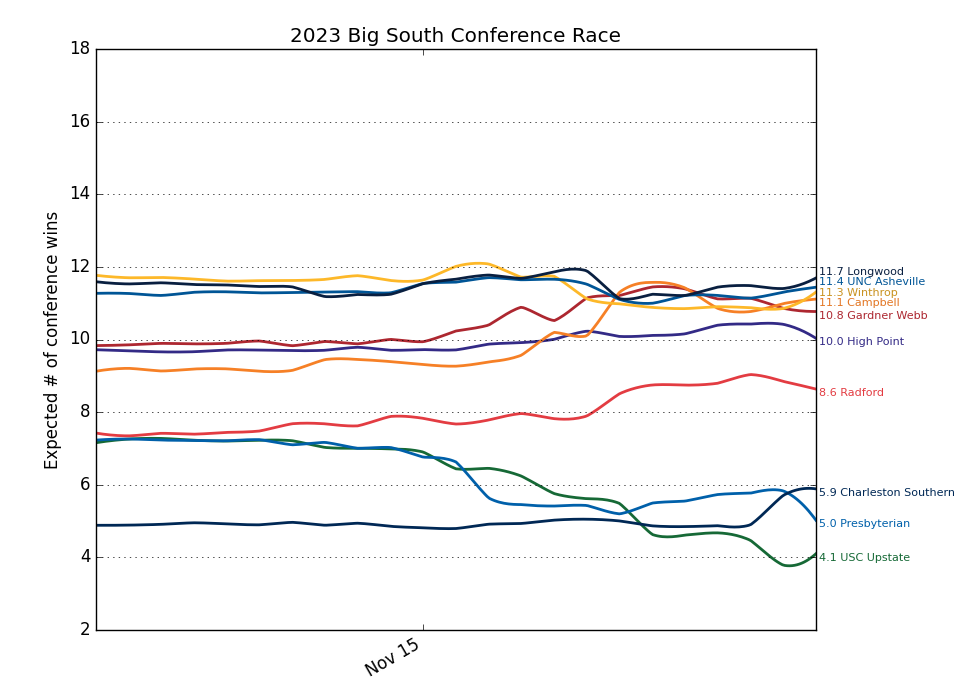 2023 Big South Conference Race
Expected # of conference wins
18
16
14
12
10
8
6
4
2
Nov 15
11.7 Longwood
11.4 UNC Asheville
11.3 Winthrop
11.1 Campbell
10.8 Gardner Webb
10.0 High Point
8.6 Radford
5.9 Charleston Southern
5.0 Presbyterian
4.1 USC Upstate